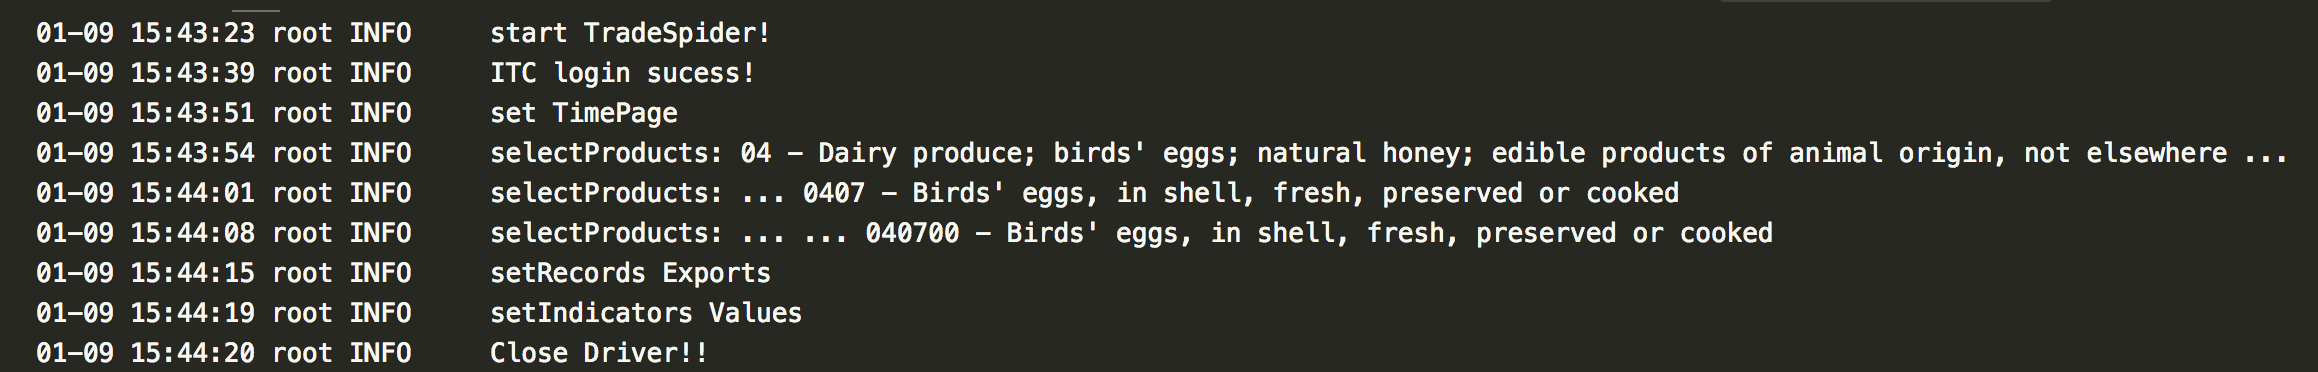 01-09 15:43:23 root INFO     start TradeSpider!
01-09 15:43:39 root INFO     ITC login sucess!
01-09 15:43:51 root INFO     set TimePage
01-09 15:43:54 root INFO     selectProducts: 04 - Dairy produce; birds' eggs; natural honey; edible products of animal origin, not elsewhere ...
01-09 15:44:01 root INFO     selectProducts: ... 0407 - Birds' eggs, in shell, fresh, preserved or cooked
01-09 15:44:08 root INFO     selectProducts: ... ... 040700 - Birds' eggs, in shell, fresh, preserved or cooked
01-09 15:44:15 root INFO     setRecords Exports
01-09 15:44:19 root INFO     setIndicators Values
01-09 15:44:20 root INFO     Close Driver!!